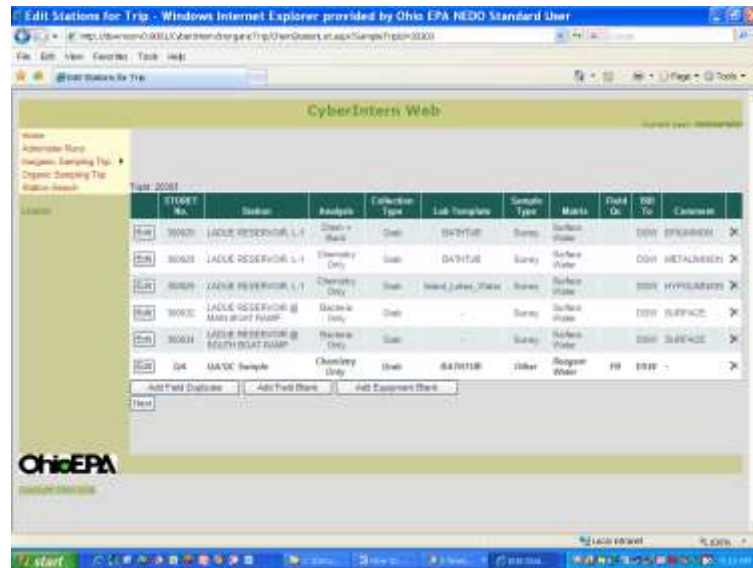 Edit Stations for Trip - Windows Internet Explorer provided by Ohio EPA NEDO Standard User
File Edit View Favorites Tools Help
Edit Stations for Trip
Page Tools
CyberIntern Web
Home
Administer Runs
Inorganic Sampling Trip
Organic Sampling Trip
Station Search
STORET No. Station Analysis Collection Type Lab Template Sample Type Matrix Field Qc Bill To Comment
Edit LADUE RESERVOIR L-1 Grab BATHTUB Survey Surface Water DSW EPILIMNION X
Edit LADUE RESERVOIR L-1 Chemistry Only Grab BATHTUB Survey Surface Water DSW METALIMNION X
Edit LADUE RESERVOIR L-1 Chemistry Only Grab Inland_Lakes_Water Survey Surface Water DSW HYPOLIMNION X
Edit LADUE RESERVOIR @ MAIN BOAT RAMP Bacteria Only Grab - Survey Surface Water DSW SURFACE X
Edit LADUE RESERVOIR @ SOUTH BOAT RAMP Bacteria Only Grab - Survey Surface Water DSW SURFACE X
Edit QA QA/QC Sample Chemistry Only Grab BATHTUB Other Reagent Water FB DSW - X
Add Field Duplicate Add Field Blank Add Equipment Blank
Next
OhioEPA
Local intranet
start